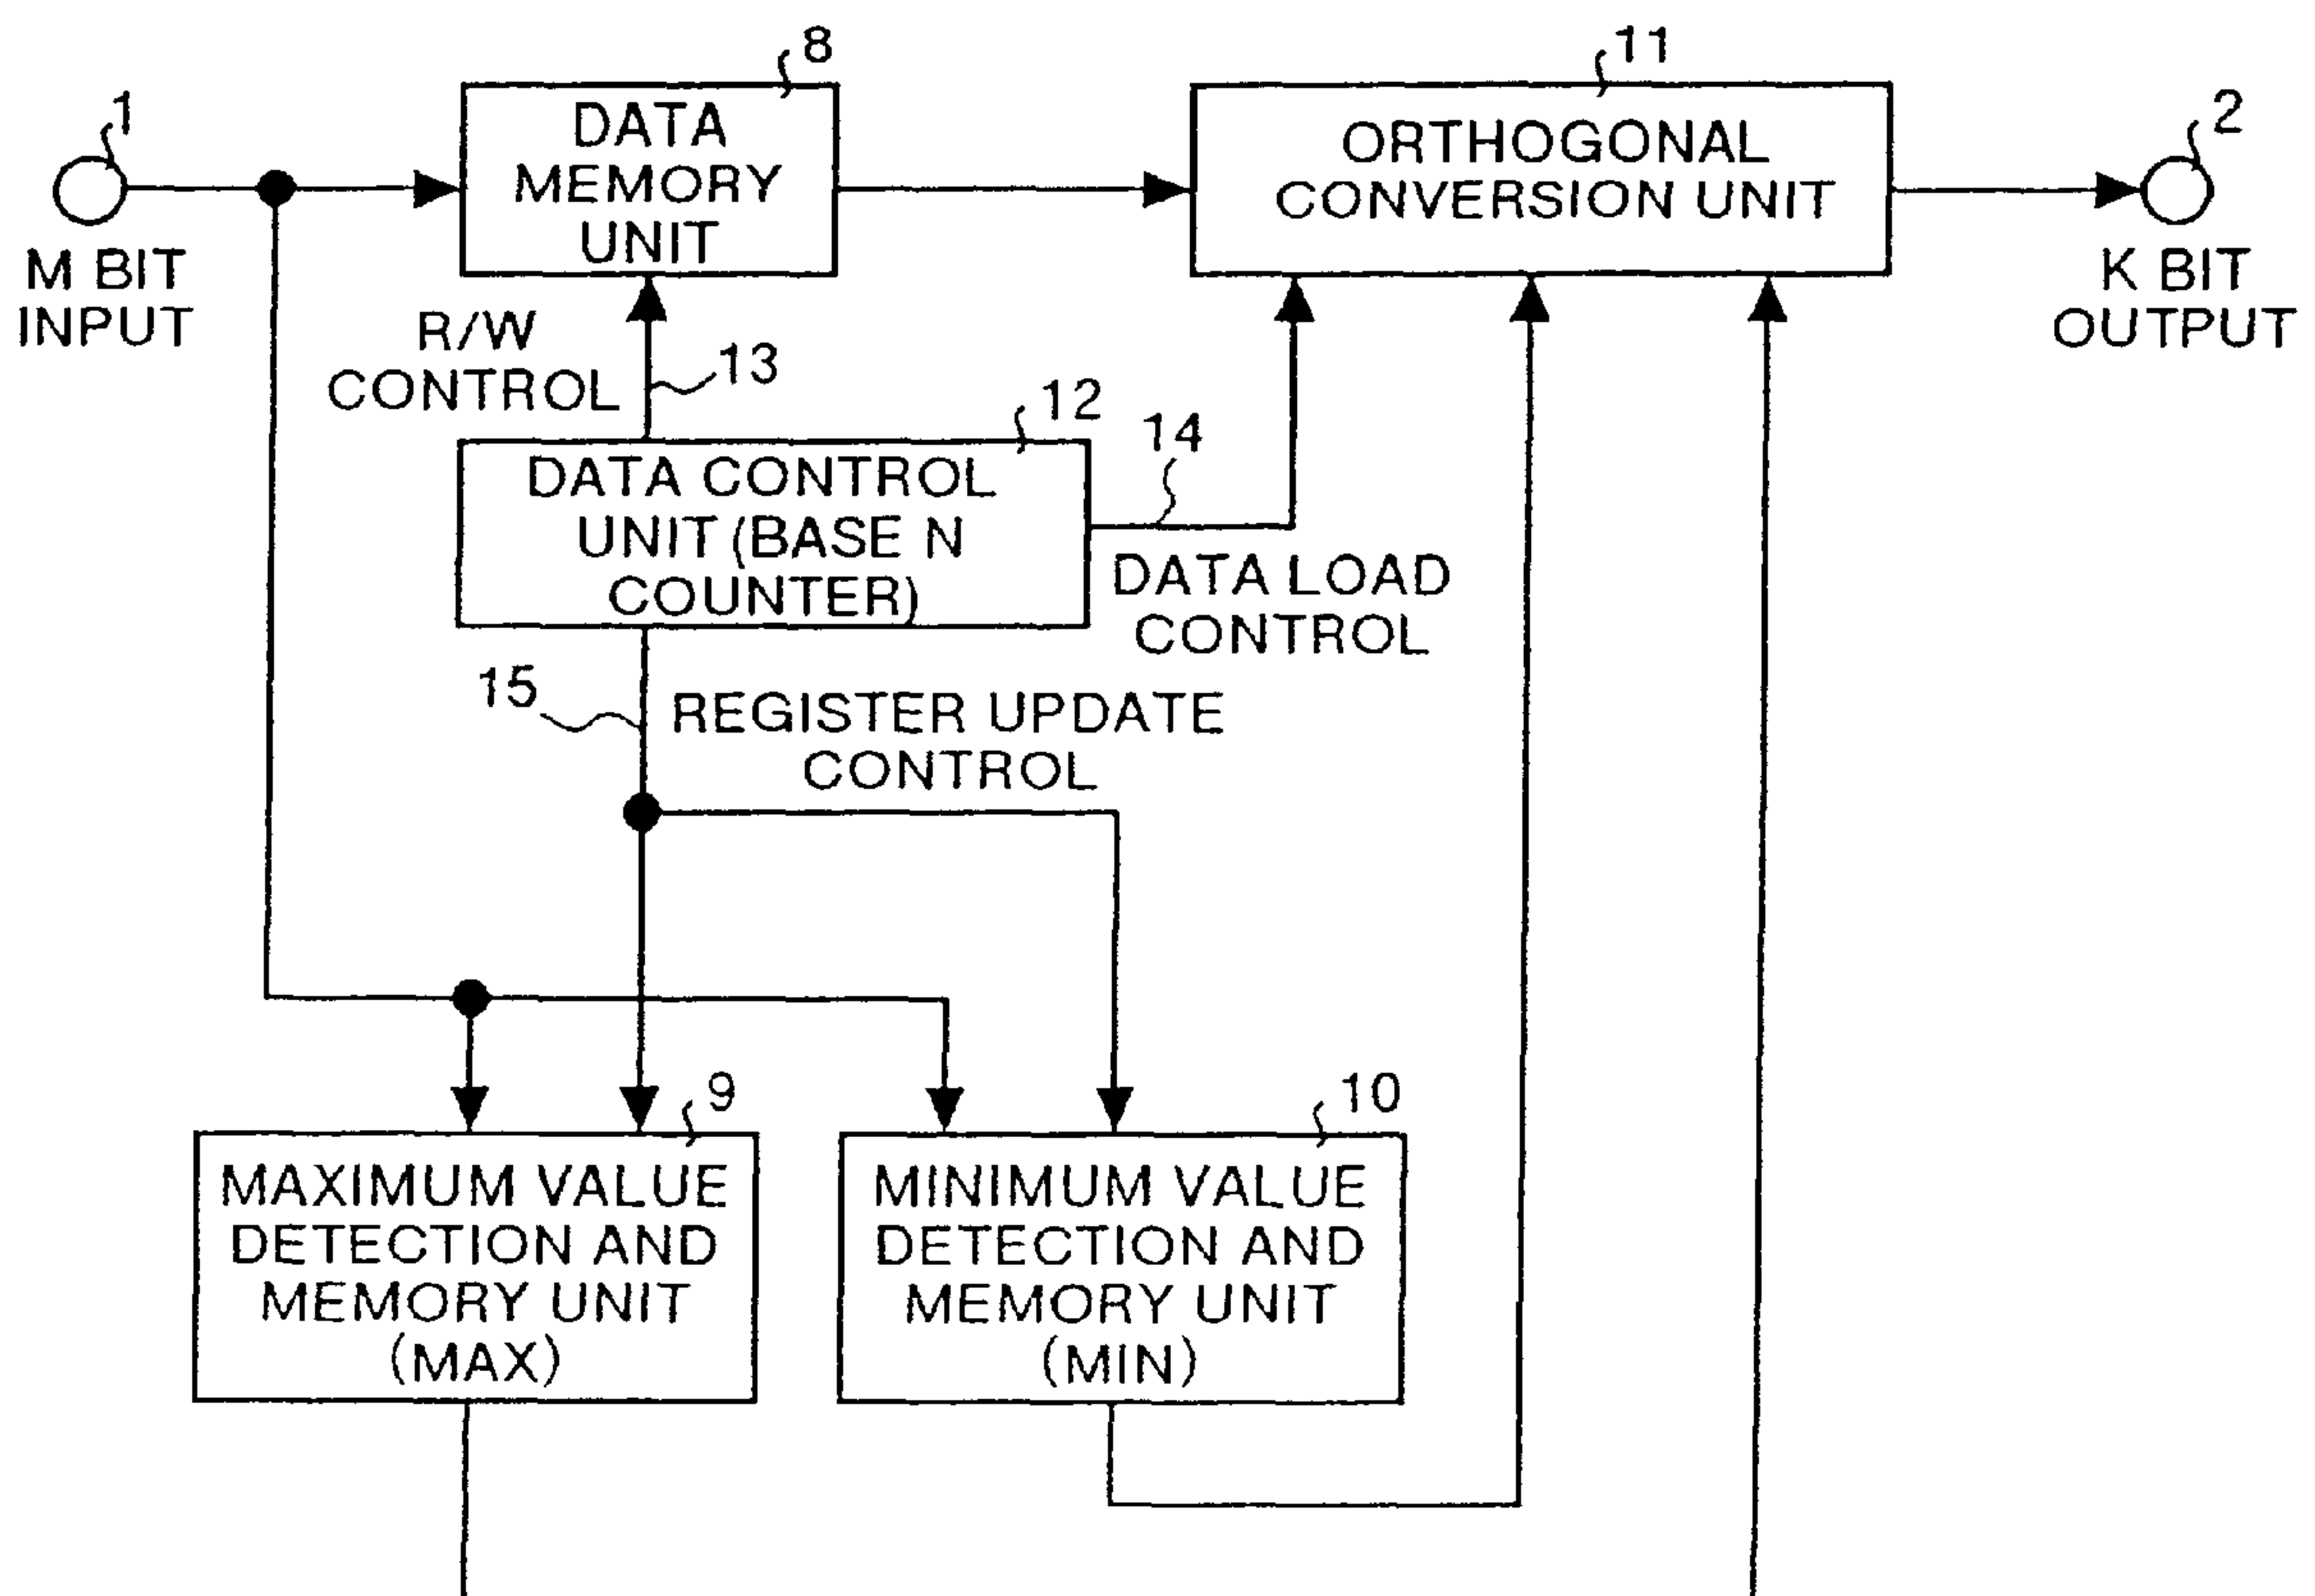 8
11
1
2
DATA
MEMORY
UNIT
ORTHOGONAL
CONVERSION UNIT
M BIT
INPUT
K BIT
OUTPUT
R/W
CONTROL
13
12
14
DATA CONTROL
UNIT (BASE N
COUNTER)
DATA LOAD
CONTROL
15
REGISTER UPDATE
CONTROL
9
10
MAXIMUM VALUE
DETECTION AND
MEMORY UNIT
(MAX)
MINIMUM VALUE
DETECTION AND
MEMORY UNIT
(MIN)